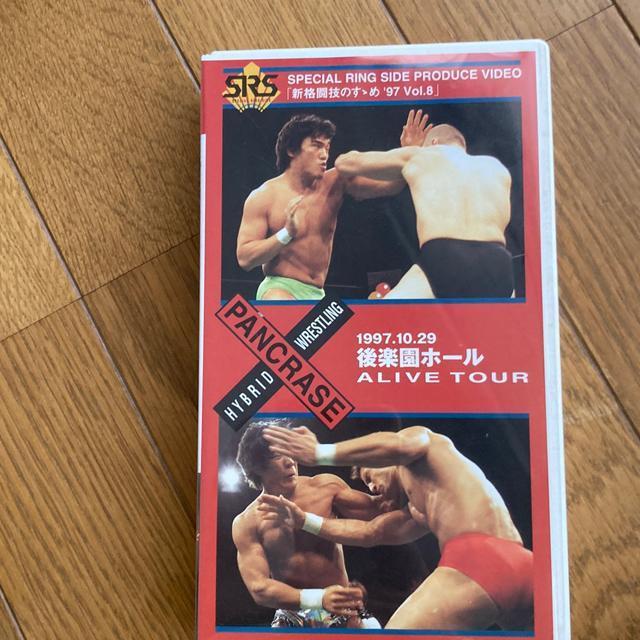 SRS
SPECIAL RING SIDE PRODUCE VIDEO
「新格闘技のすゝめ '97 Vol.8」
HYBRID WRESTLING
PANCRASE
1997.10.29
後楽園ホール
ALIVE TOUR